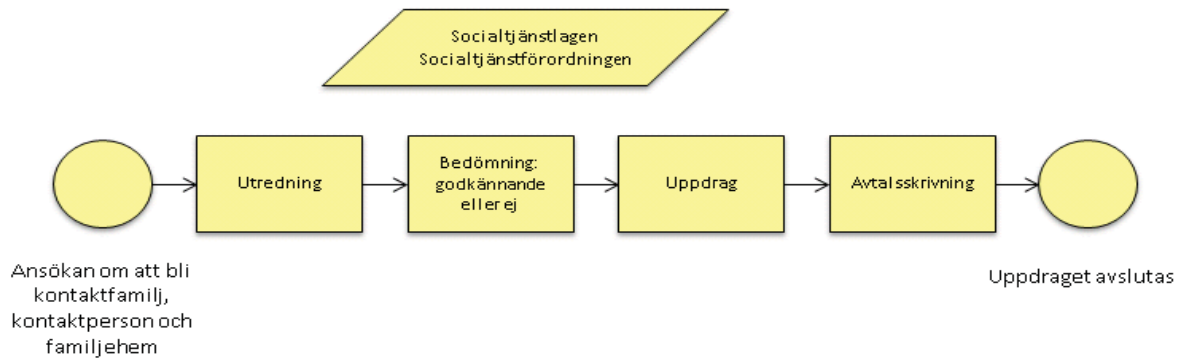 Socialtjänstlagen
Socialtjänstförordningen
Utredning
Bedömning:
godkännande
eller ej
Uppdrag
Avtalsskrivning
Ansökan om att bli
kontaktfamilj,
kontaktperson och
familjehem
Uppdraget avslutas